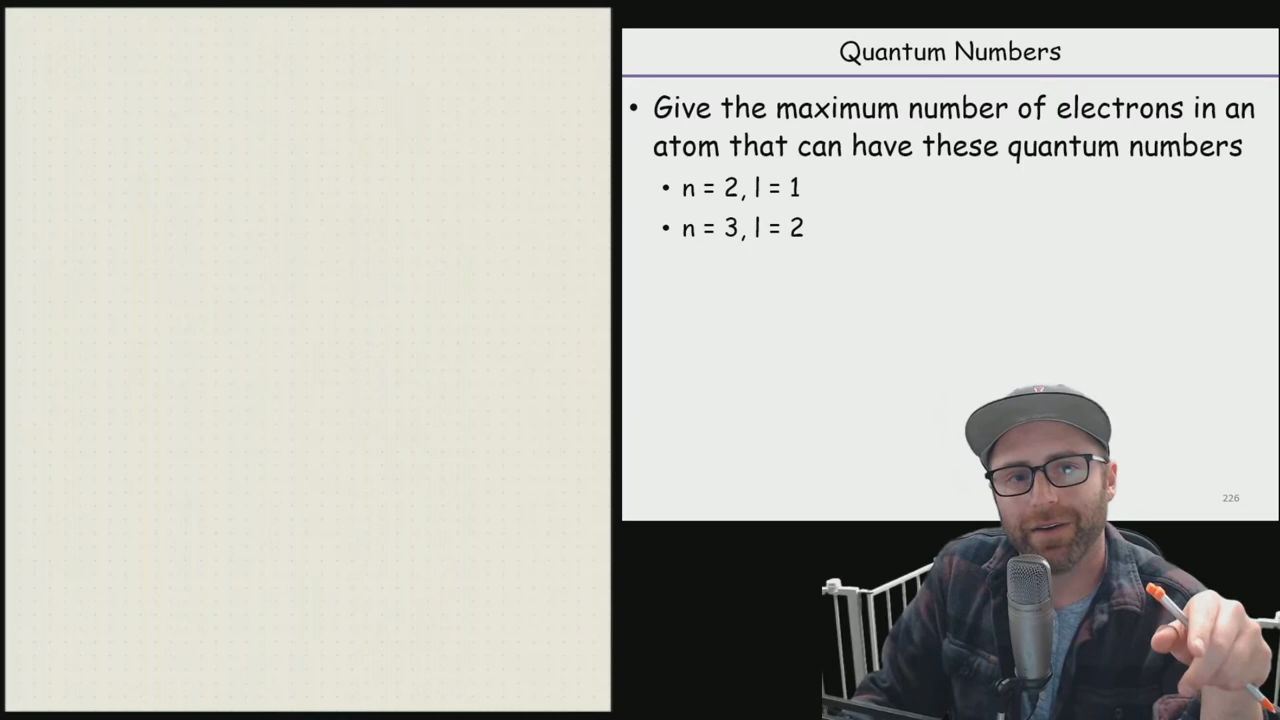 Quantum Numbers
• Give the maximum number of electrons in an
atom that can have these quantum numbers
• n = 2, l = 1
• n = 3, l = 2
226